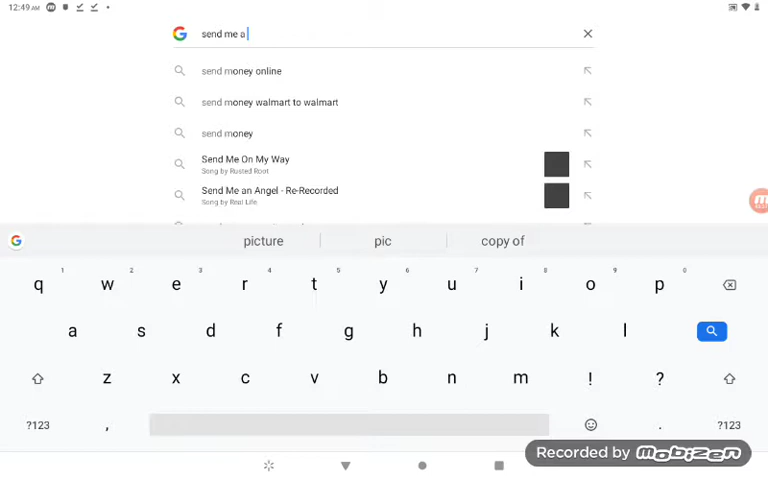 12:49 AM
send me a
send money online
send money walmart to walmart
send money
Send Me On My Way
Song by Rusted Root
Send Me an Angel - Re-Recorded
Song by Real Life
picture pic copy of
1 2 3 4 5 6 7 8 9 0
q w e r t y u i o p
a s d f g h j k l
z x c v b n m ! ?
?123 , . ?123
Recorded by mobizen